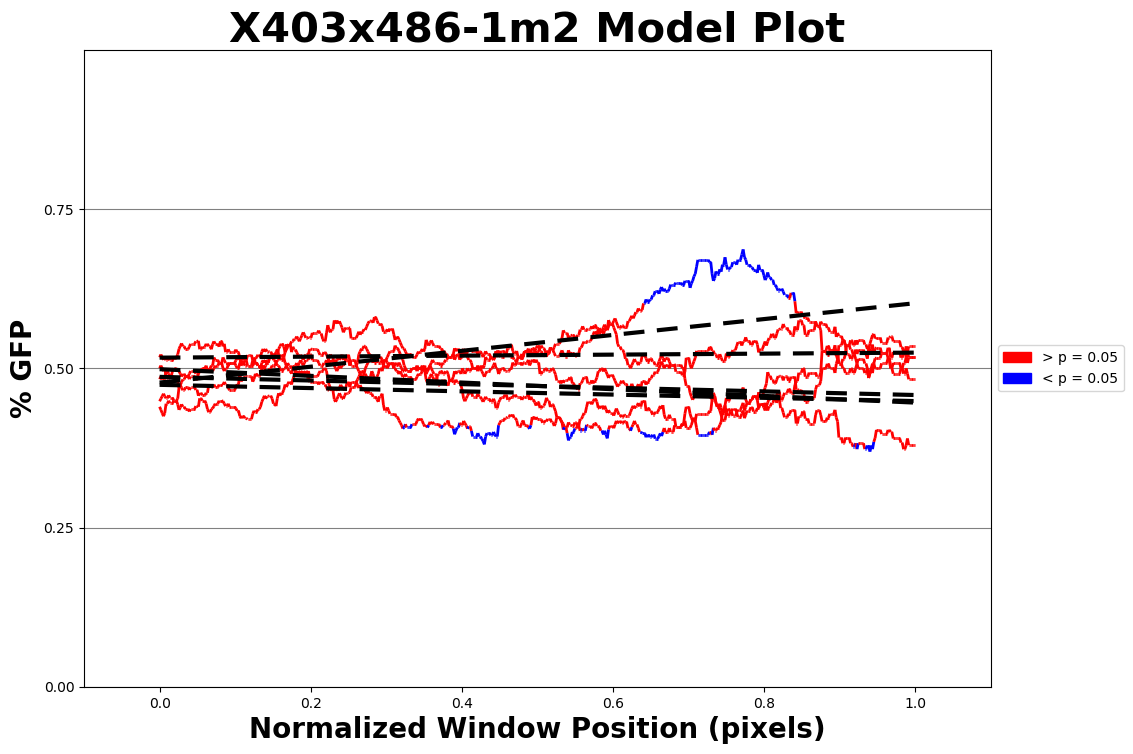 X403x486-1m2 Model Plot
% GFP
0.75
0.50
0.25
0.00
0.0 0.2 0.4 0.6 0.8 1.0
Normalized Window Position (pixels)
> p = 0.05
< p = 0.05